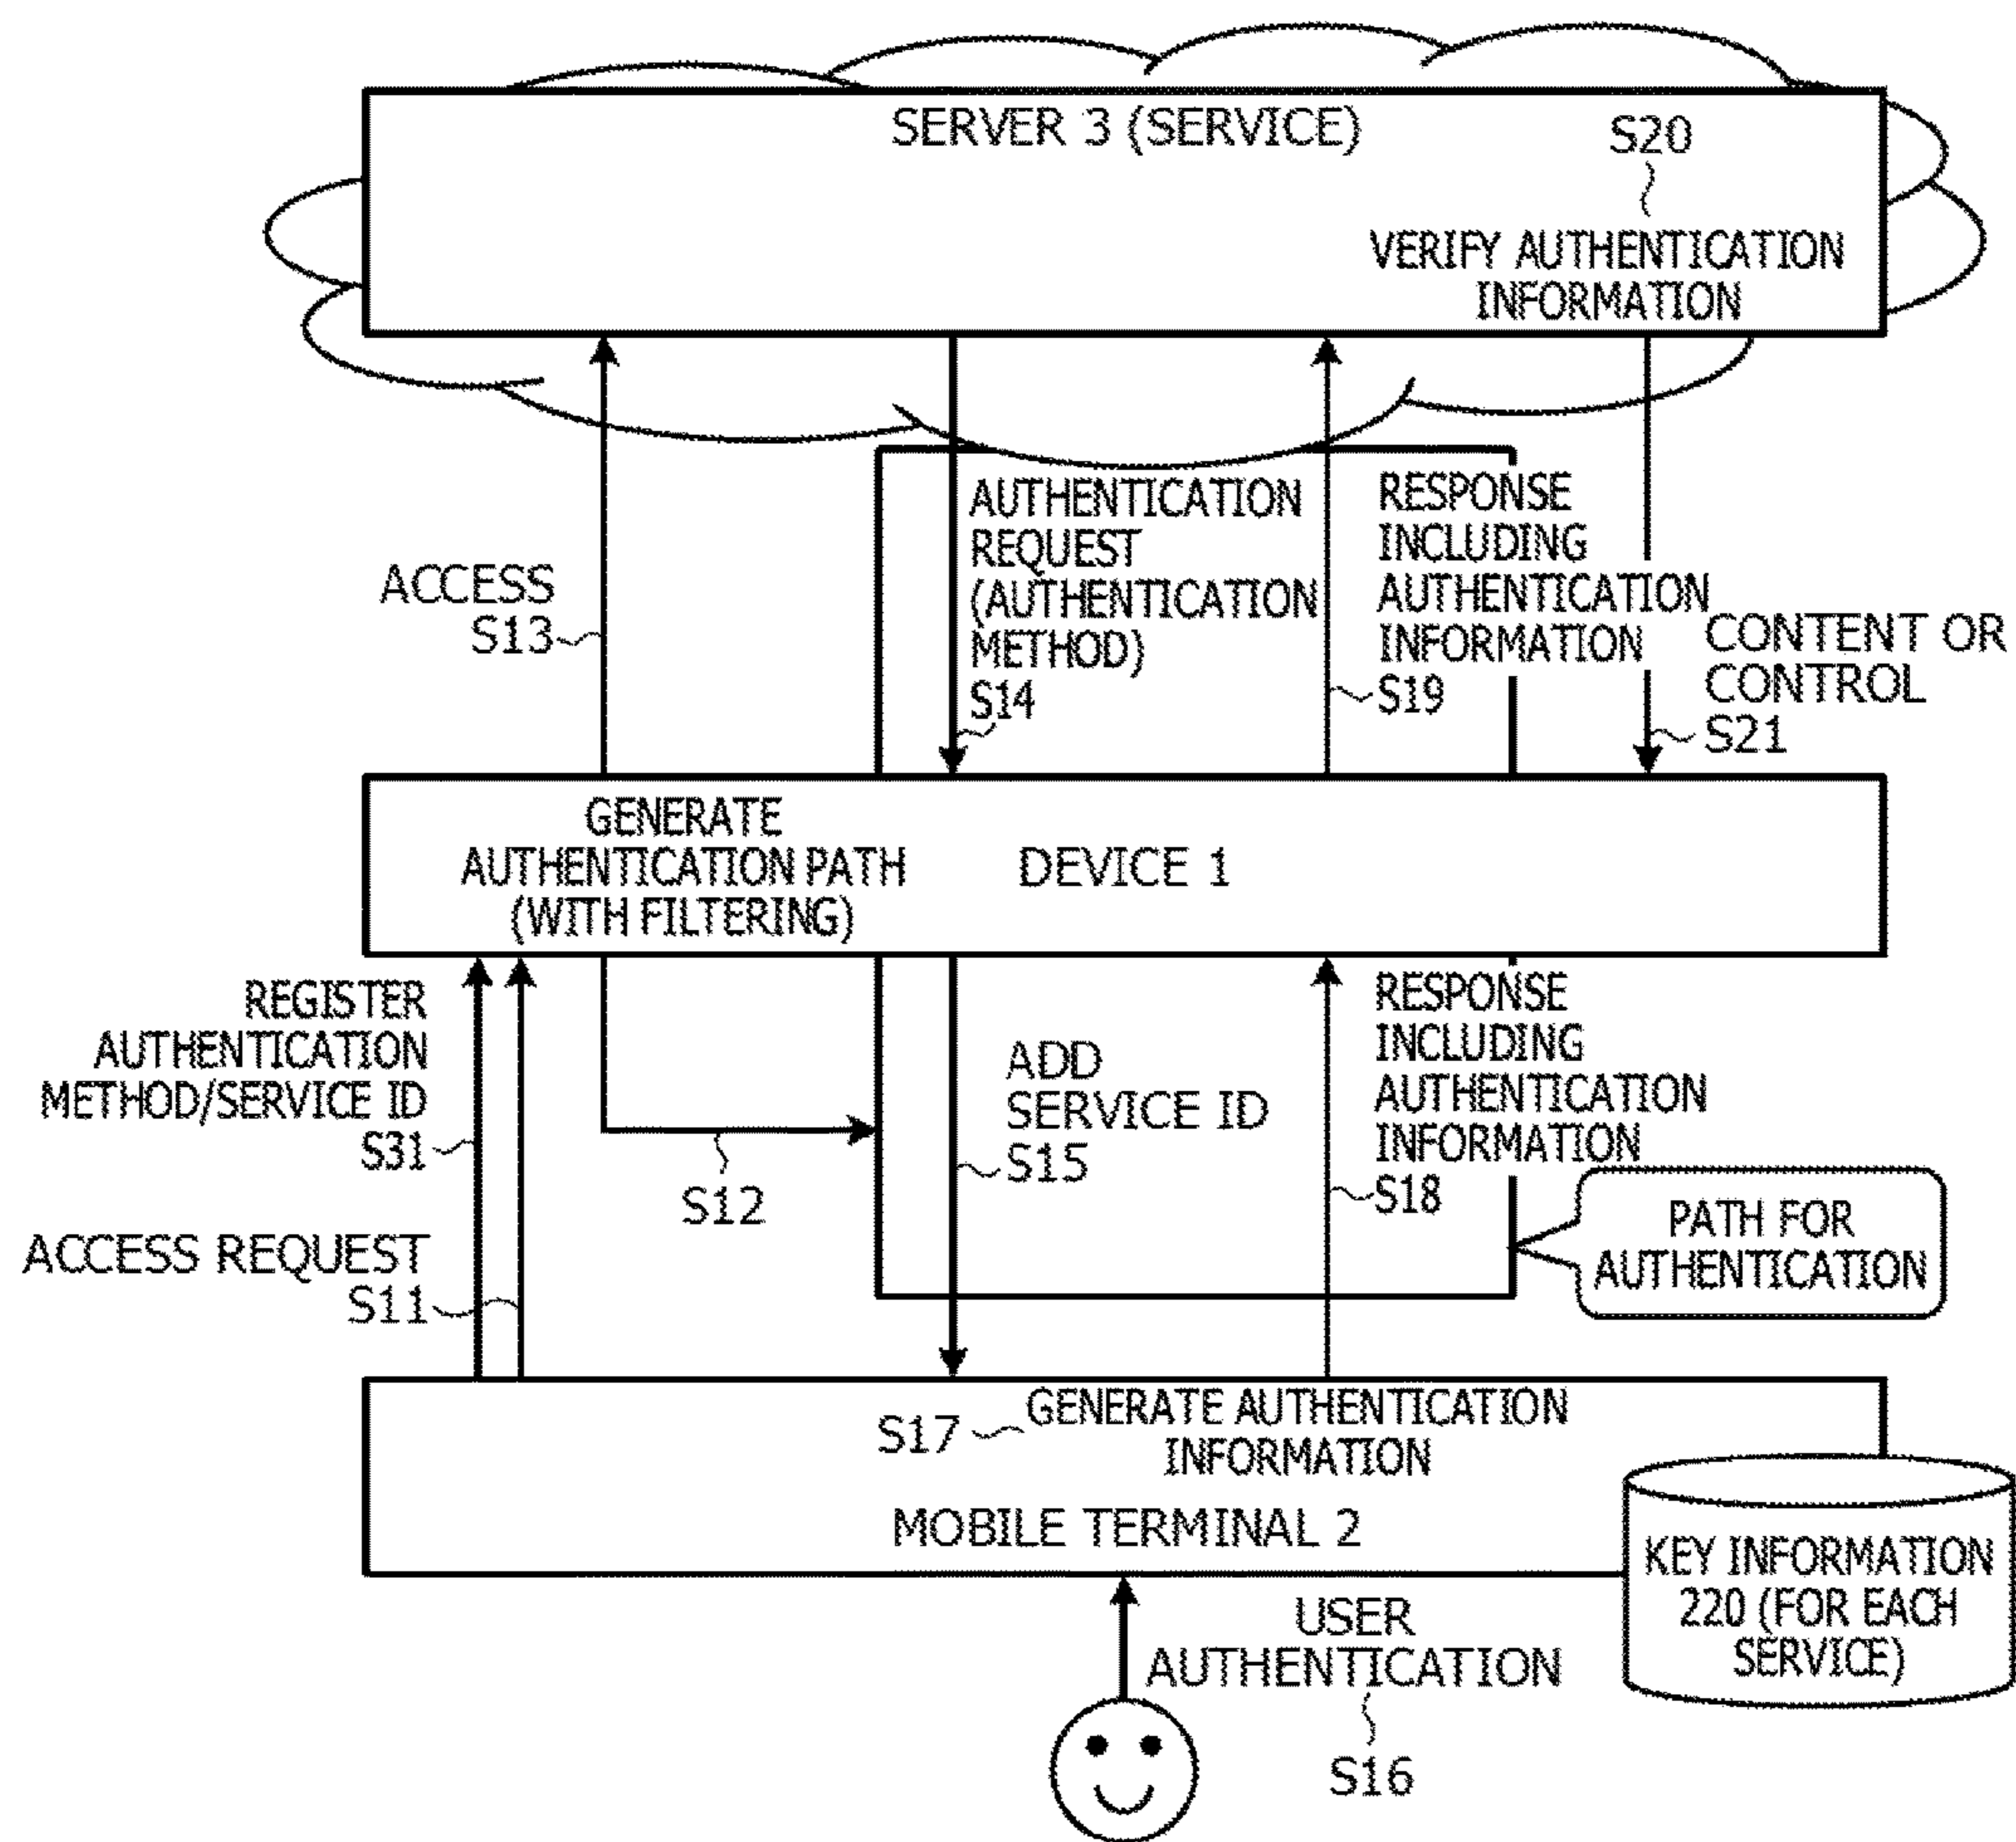 SERVER 3 (SERVICE)
S20
VERIFY AUTHENTICATION
INFORMATION
ACCESS
S13
AUTHENTICATION
REQUEST
(AUTHENTICATION
METHOD)
S14
RESPONSE
INCLUDING
AUTHENTICATION
INFORMATION
S19
CONTENT OR
CONTROL
S21
GENERATE
AUTHENTICATION PATH
(WITH FILTERING)
DEVICE 1
REGISTER
AUTHENTICATION
METHOD/SERVICE ID
S31
ACCESS REQUEST
S11
S12
ADD
SERVICE ID
S15
RESPONSE
INCLUDING
AUTHENTICATION
INFORMATION
S18
PATH FOR
AUTHENTICATION
S17
GENERATE AUTHENTICATION
INFORMATION
MOBILE TERMINAL 2
KEY INFORMATION
220 (FOR EACH
SERVICE)
USER
AUTHENTICATION
S16